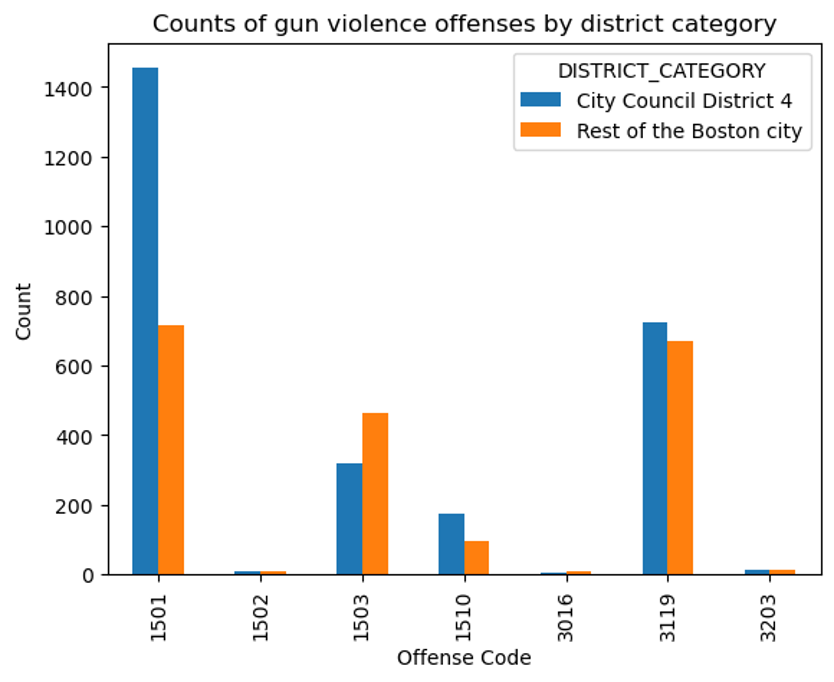 Counts of gun violence offenses by district category
DISTRICT_CATEGORY
City Council District 4
Rest of the Boston city
1400
1200
1000
800
600
400
200
0
Count
1501
1502
1503
1510
3016
3119
3203
Offense Code